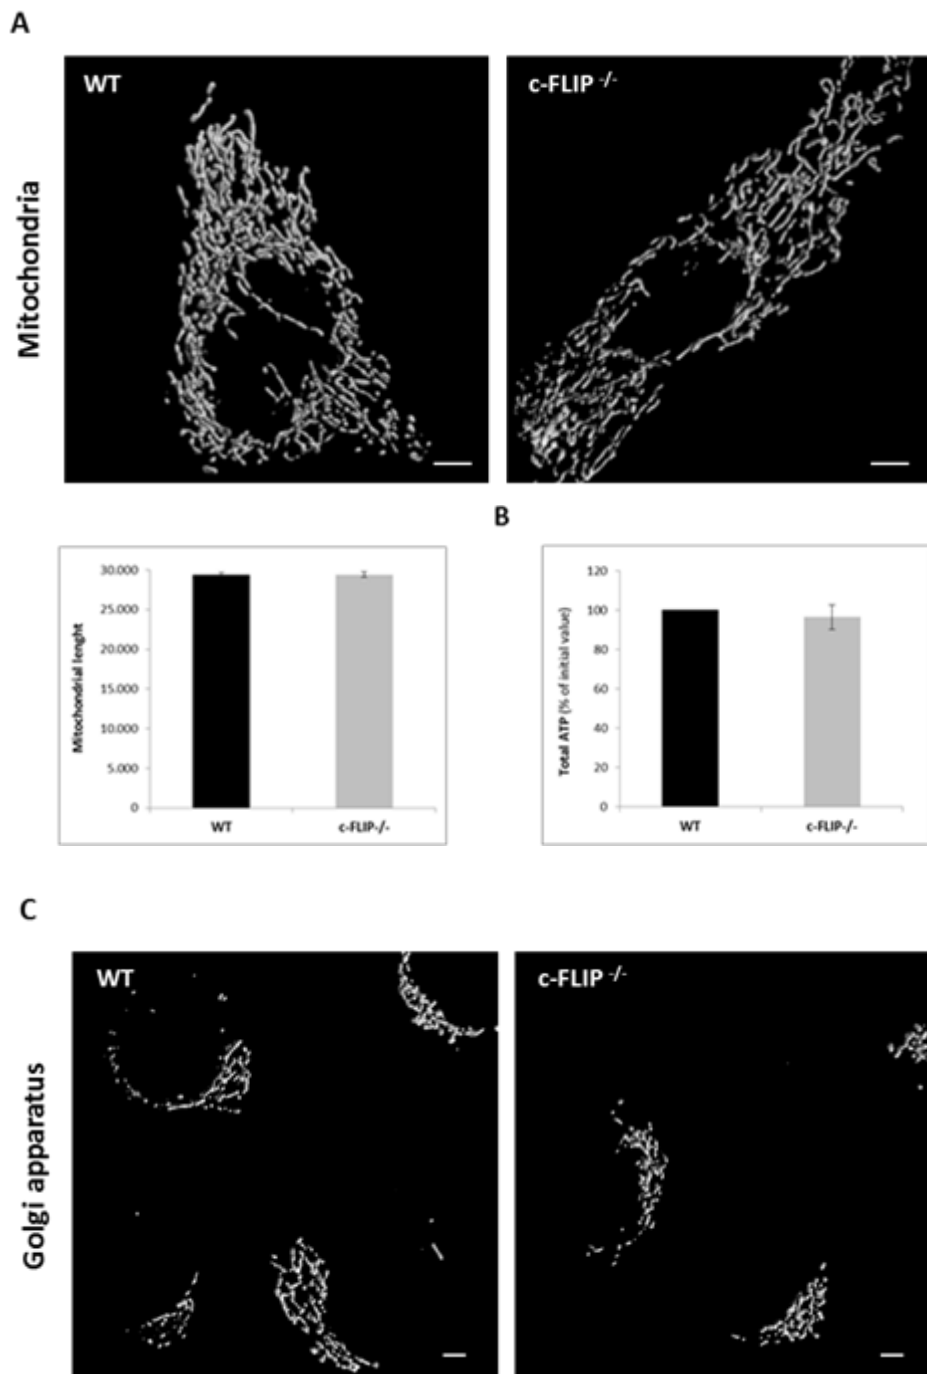 A
WT
c-FLIP -/-
Mitochondria
B
30.000
25.000
20.000
15.000
10.000
5.000
0
Mitochondrial lenght
WT
c-FLIP-/-
120
100
80
60
40
20
0
Total ATP (% of initial value)
WT
c-FLIP-/-
C
WT
c-FLIP -/-
Golgi apparatus